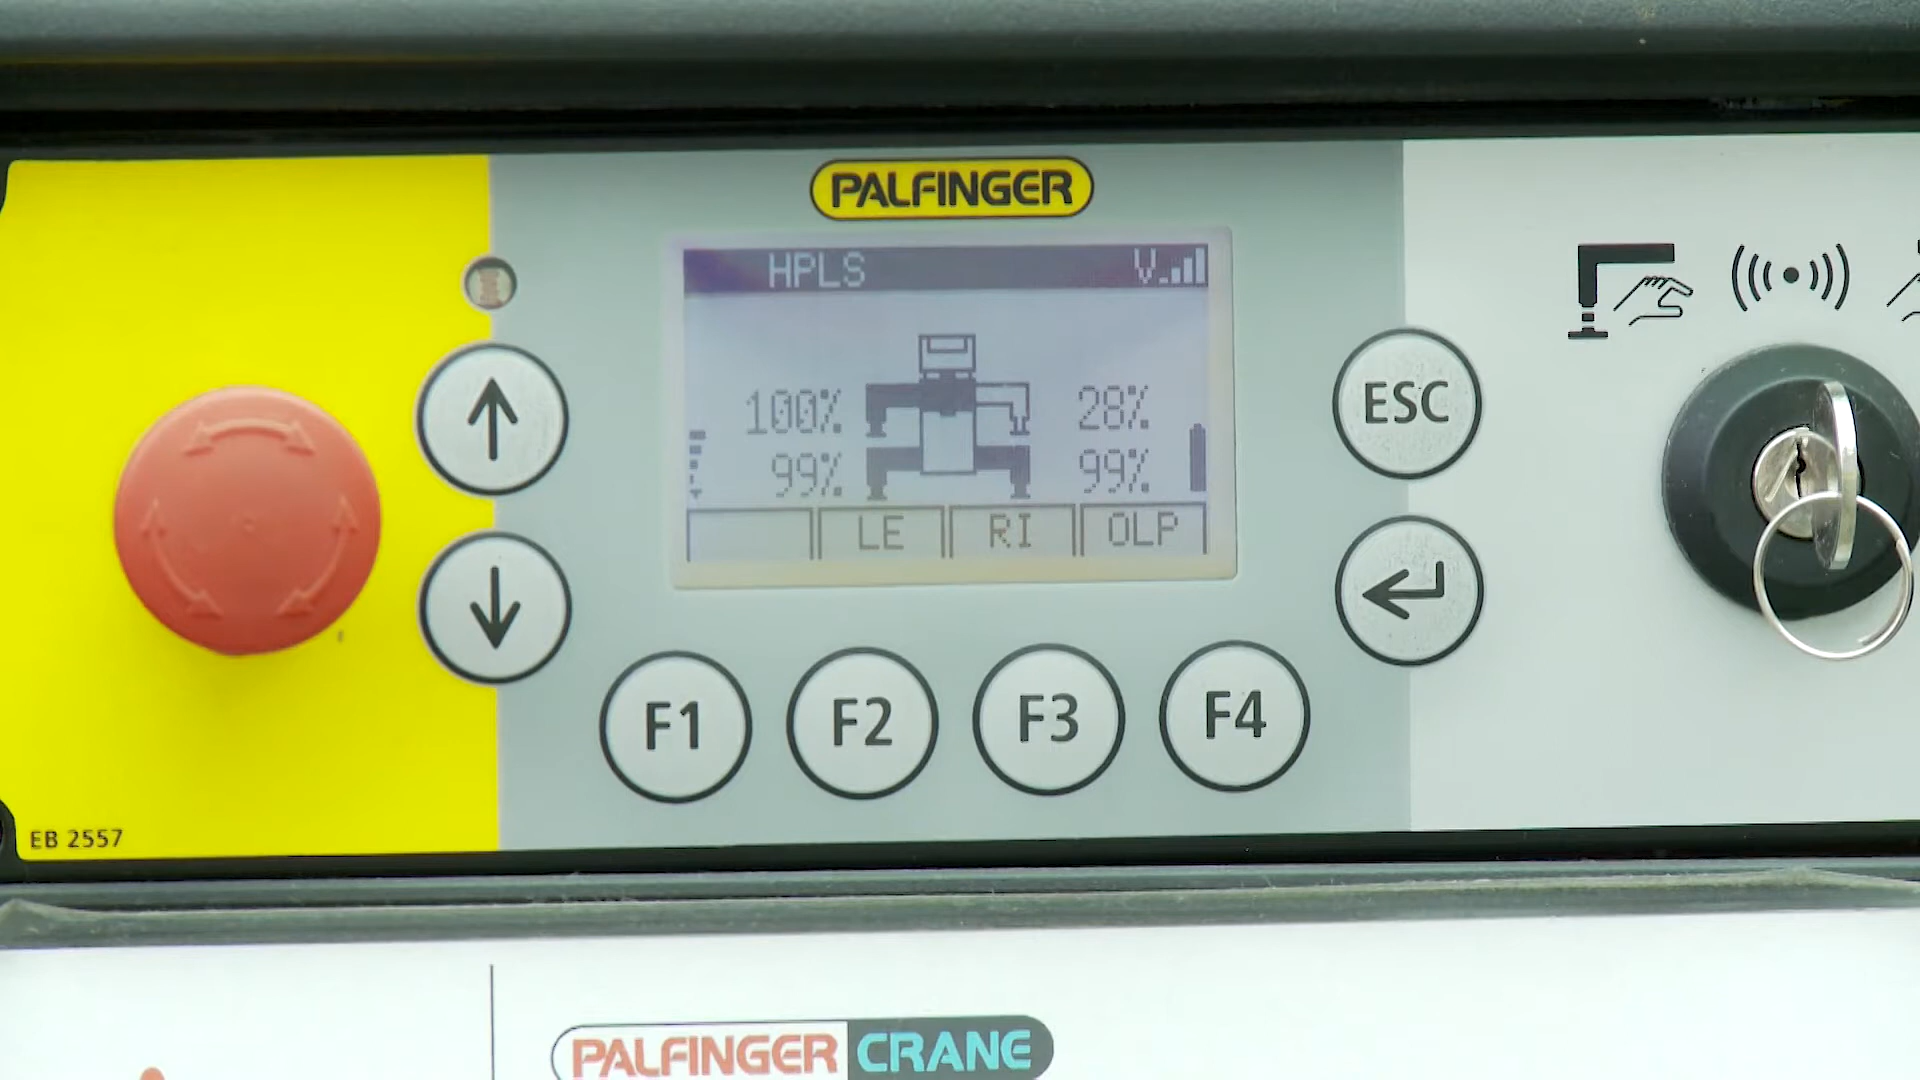 PALFINGER
HPLS V
100% 28%
99% 99%
LE RI OLP
ESC
F1 F2 F3 F4
EB 2557
PALFINGER CRANE